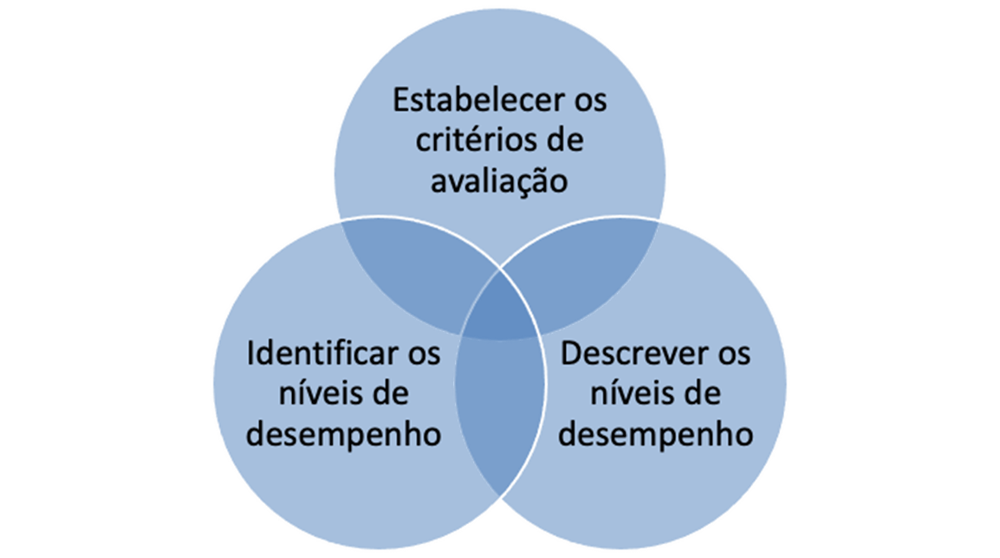 Estabelecer os
critérios de
avaliação
Identificar os
níveis de
desempenho
Descrever os
níveis de
desempenho